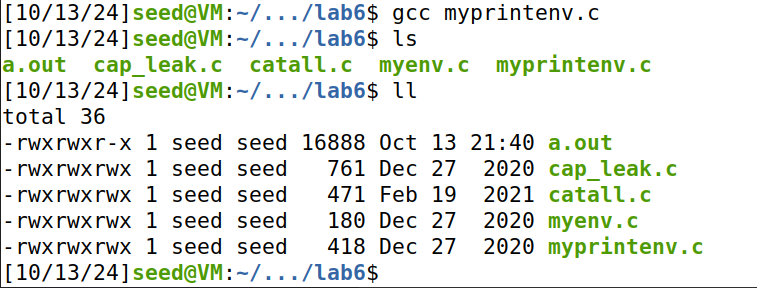 [10/13/24]seed@VM:~/.../lab6$ gcc myprintenv.c
[10/13/24]seed@VM:~/.../lab6$ ls
a.out  cap_leak.c  catall.c  myenv.c  myprintenv.c
[10/13/24]seed@VM:~/.../lab6$ ll
total 36
-rwxrwxr-x 1 seed seed 16888 Oct 13 21:40 a.out
-rwxrwxrwx 1 seed seed   761 Dec 27  2020 cap_leak.c
-rwxrwxrwx 1 seed seed   471 Feb 19  2021 catall.c
-rwxrwxrwx 1 seed seed   180 Dec 27  2020 myenv.c
-rwxrwxrwx 1 seed seed   418 Dec 27  2020 myprintenv.c
[10/13/24]seed@VM:~/.../lab6$